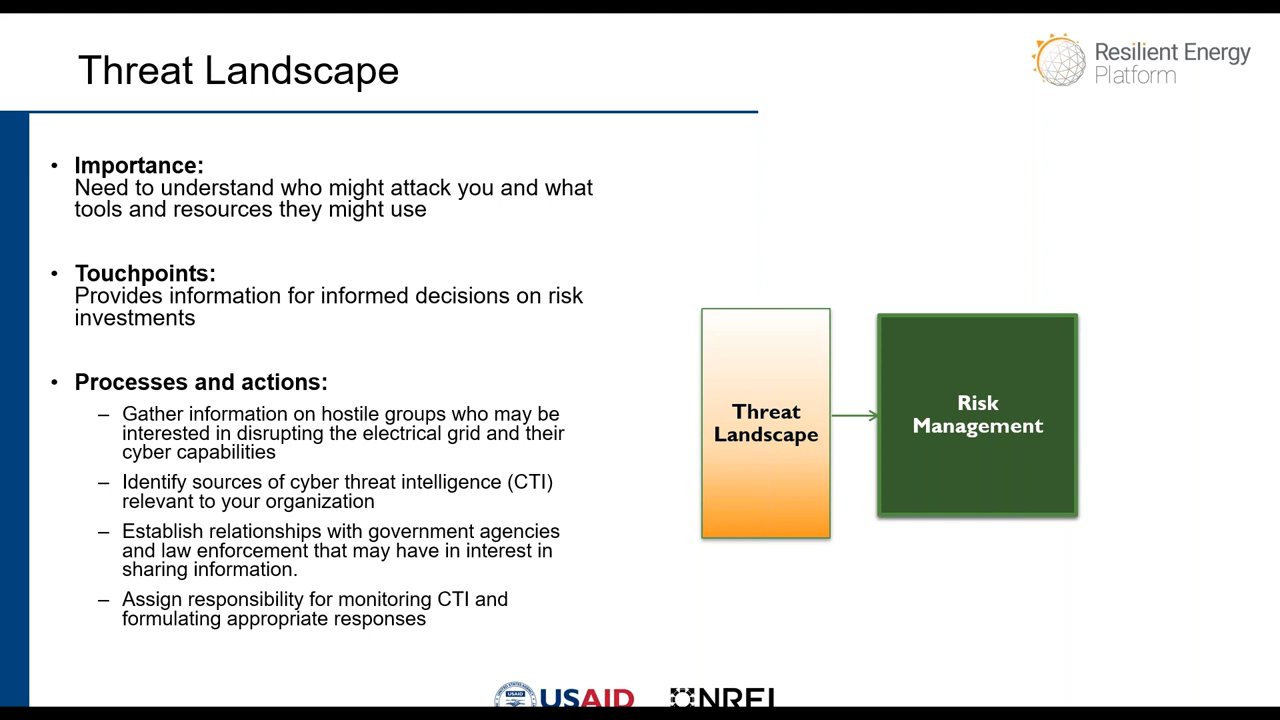 Threat Landscape
Resilient Energy
Platform
• Importance:
Need to understand who might attack you and what
tools and resources they might use
• Touchpoints:
Provides information for informed decisions on risk
investments
• Processes and actions:
– Gather information on hostile groups who may be
interested in disrupting the electrical grid and their
cyber capabilities
– Identify sources of cyber threat intelligence (CTI)
relevant to your organization
– Establish relationships with government agencies
and law enforcement that may have in interest in
sharing information.
– Assign responsibility for monitoring CTI and
formulating appropriate responses
Threat
Landscape
Risk
Management
USAID
USAID
NREL